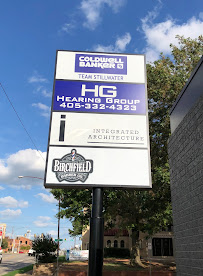 COLDWELL
BANKER
TEAM STILLWATER
HG
HEARING GROUP
405-332-4323
i
INTEGRATED
ARCHITECTURE
BIRCHFIELD